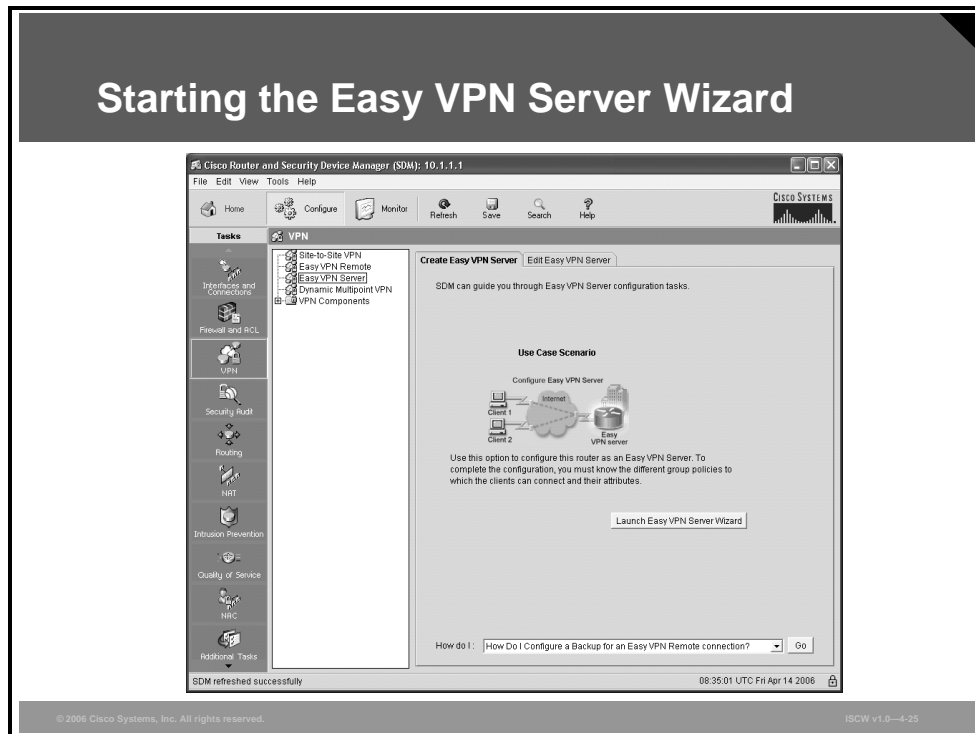 Starting the Easy VPN Server Wizard
Cisco Router and Security Device Manager (SDM): 10.1.1.1
File Edit View Tools Help
Home
Configure
Monitor
Refresh
Save
Search
Help
CISCO SYSTEMS
Tasks
VPN
Interfaces and
Connections
Firewall and ACL
VPN
Security Audit
Routing
NAT
Intrusion Prevention
Quality of Service
NAC
Additional Tasks
Site-to-Site VPN
Easy VPN Remote
Easy VPN Server
Dynamic Multipoint VPN
VPN Components
Create Easy VPN Server
Edit Easy VPN Server
SDM can guide you through Easy VPN Server configuration tasks.
Use Case Scenario
Configure Easy VPN Server
Internet
Client 1
Client 2
Easy
VPN server
Use this option to configure this router as an Easy VPN Server. To
complete the configuration, you must know the different group policies to
which the clients can connect and their attributes.
Launch Easy VPN Server Wizard
How do I: How Do I Configure a Backup for an Easy VPN Remote connection? Go
SDM refreshed successfully
08:35:01 UTC Fri Apr 14 2006
© 2006 Cisco Systems, Inc. All rights reserved.
ISCW v1.0—4-25